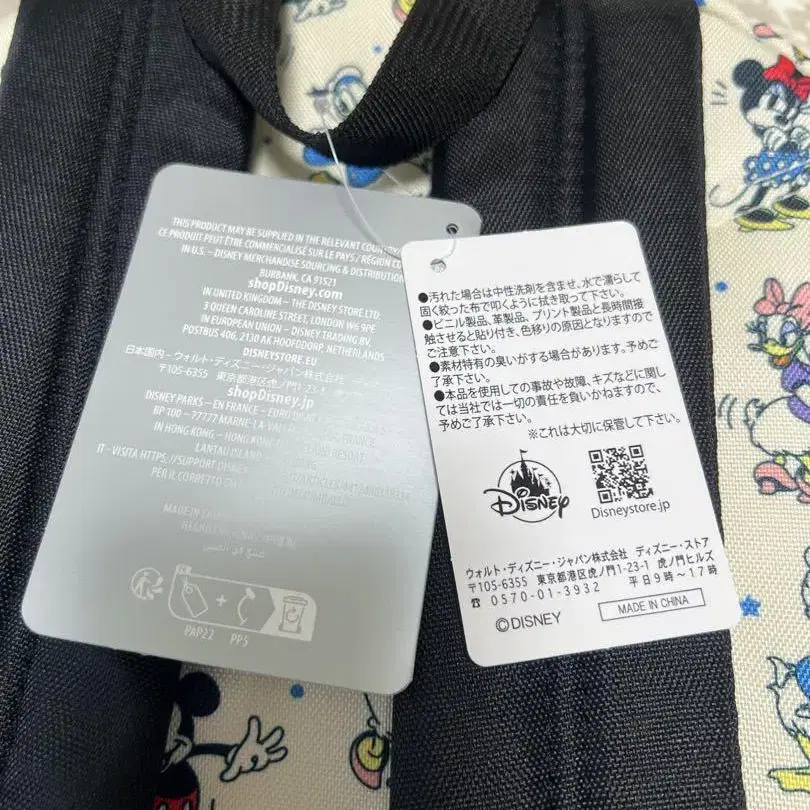 THIS PRODUCT MAY BE SUPPLIED IN THE RELEVANT
CE PRODUIT PEUT ÊTRE COMMERCIALISÉ SUR LE PAYS / RÉGION
IN U.S. – DISNEY MERCHANDISE SOURCING & DISTRIBUTION
BURBANK, CA 91521
shopDisney.com
IN UNITED KINGDOM – THE DISNEY STORE LTD.
3 QUEEN CAROLINE STREET, LONDON W6 9PE
IN EUROPEAN UNION – DISNEY TRADING
POSTBUS 406, 2130 AK HOOFDDORP, NETHERLANDS
DISNEYSTORE.EU
日本国内 – ウォルト・ディズニー・ジャパン株式会社
〒105-6355 東京都港区虎ノ門1-23-1
shopDisney.jp
DISNEY PARKS – EN FRANCE –
BP 100 – 77777 MARNE-LA-VALLÉE
IN HONG KONG – HONG KONG
LANTAU ISLAND
IT - VISITA HTTPS://SUPPORT.DISNEY
PER IL CORRETTO
MADE IN
PAP22 PP5
●汚れた場合は中性洗剤を含ませ、水で濡らして
固く絞った布で叩くように拭き取って下さい。
●ビニル製品、革製品、プリント製品と長時間接
触させると貼り付き、色移りの原因となりますので
ご注意下さい。
●素材特有の臭いがする場合があります。予めご
了承下さい。
●本品を使用しての事故や故障、キズなどに関し
ては当社では一切の責任を負いかねますので、
予めご了承下さい。
※これは大切に保管して下さい。
DISNEY
Disneystore.jp
ウォルト・ディズニー・ジャパン株式会社 ディズニー・ストア
〒105-6355 東京都港区虎ノ門1-23-1 虎ノ門ヒルズ
☎ 0570-01-3932 平日9時～17時
©DISNEY MADE IN CHINA